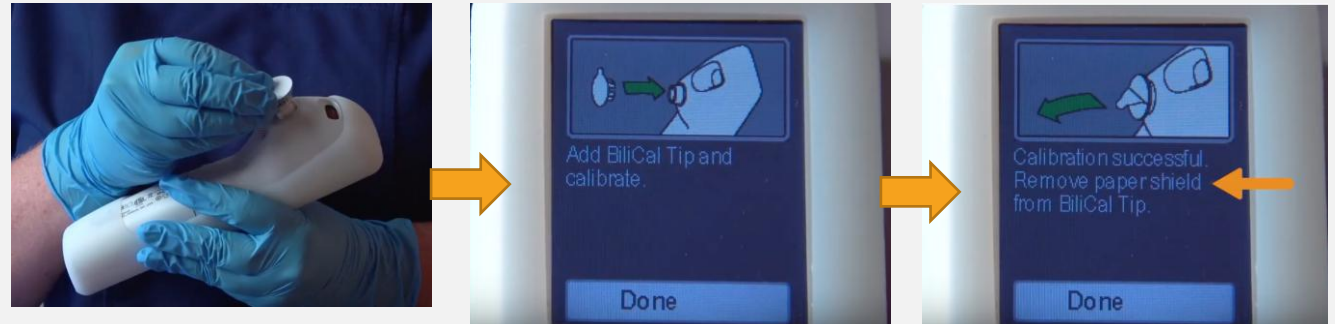 Add BiliCal Tip and
calibrate.
Done
Calibration successful.
Remove paper shield
from BiliCal Tip.
Done